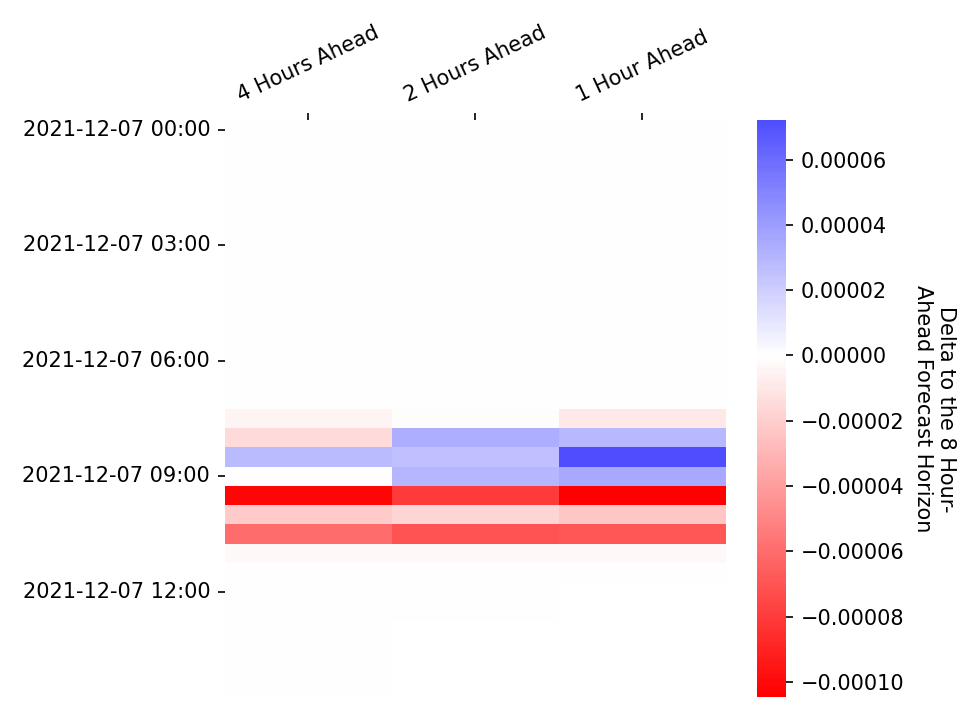 4 Hours Ahead
2 Hours Ahead
1 Hour Ahead
2021-12-07 00:00
2021-12-07 03:00
2021-12-07 06:00
2021-12-07 09:00
2021-12-07 12:00
0.00006
0.00004
0.00002
0.00000
−0.00002
−0.00004
−0.00006
−0.00008
−0.00010
Delta to the 8 Hour-
Ahead Forecast Horizon